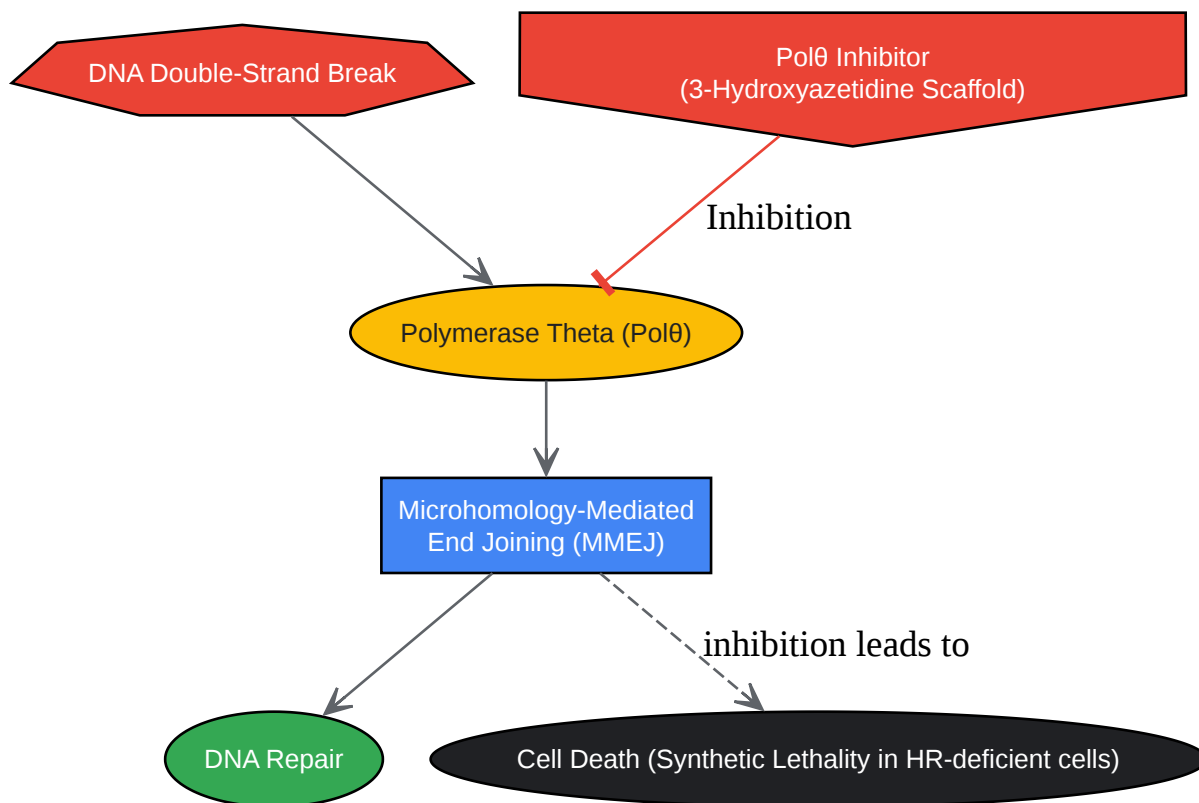 DNA Double-Strand Break
Polθ Inhibitor
(3-Hydroxyazetidine Scaffold)
Inhibition
Polymerase Theta (Polθ)
Microhomology-Mediated
End Joining (MMEJ)
inhibition leads to
DNA Repair
Cell Death (Synthetic Lethality in HR-deficient cells)